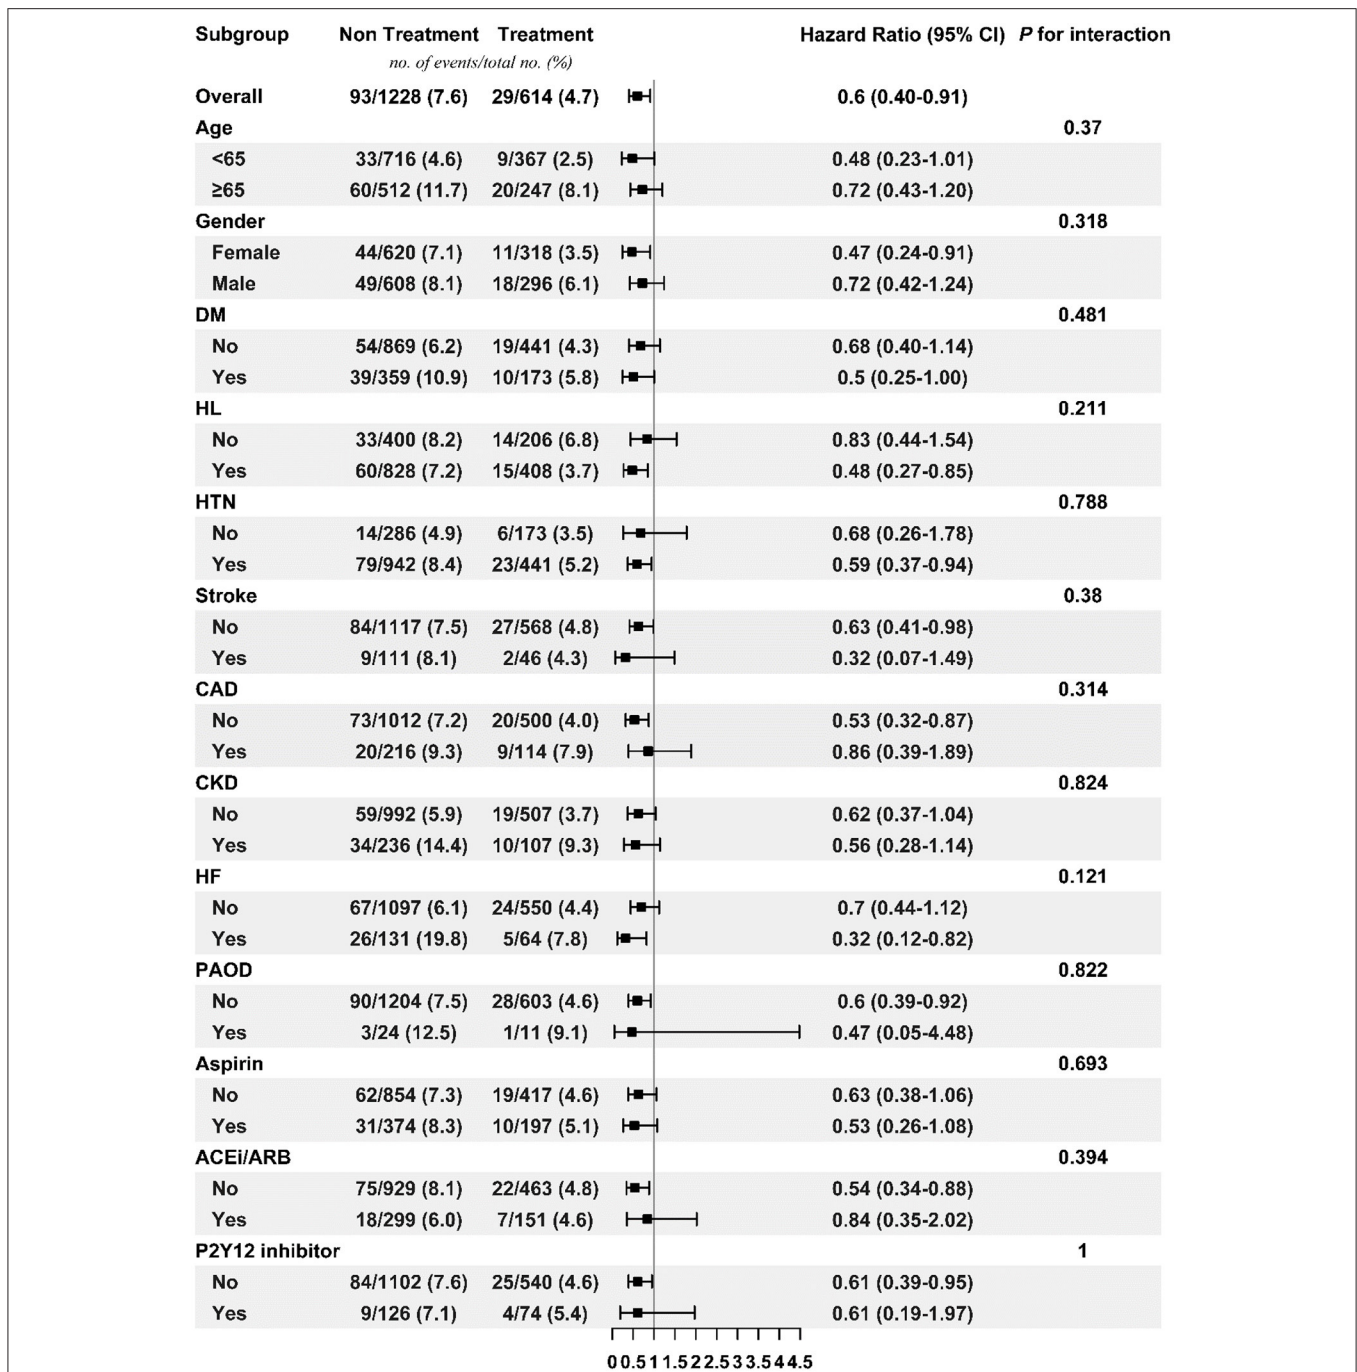 Subgroup Non Treatment Treatment Hazard Ratio (95% CI) P for interaction
no. of events/total no. (%)
Overall 93/1228 (7.6) 29/614 (4.7) 0.6 (0.40-0.91)
Age 0.37
<65 33/716 (4.6) 9/367 (2.5) 0.48 (0.23-1.01)
≥65 60/512 (11.7) 20/247 (8.1) 0.72 (0.43-1.20)
Gender 0.318
Female 44/620 (7.1) 11/318 (3.5) 0.47 (0.24-0.91)
Male 49/608 (8.1) 18/296 (6.1) 0.72 (0.42-1.24)
DM 0.481
No 54/869 (6.2) 19/441 (4.3) 0.68 (0.40-1.14)
Yes 39/359 (10.9) 10/173 (5.8) 0.5 (0.25-1.00)
HL 0.211
No 33/400 (8.2) 14/206 (6.8) 0.83 (0.44-1.54)
Yes 60/828 (7.2) 15/408 (3.7) 0.48 (0.27-0.85)
HTN 0.788
No 14/286 (4.9) 6/173 (3.5) 0.68 (0.26-1.78)
Yes 79/942 (8.4) 23/441 (5.2) 0.59 (0.37-0.94)
Stroke 0.38
No 84/1117 (7.5) 27/568 (4.8) 0.63 (0.41-0.98)
Yes 9/111 (8.1) 2/46 (4.3) 0.32 (0.07-1.49)
CAD 0.314
No 73/1012 (7.2) 20/500 (4.0) 0.53 (0.32-0.87)
Yes 20/216 (9.3) 9/114 (7.9) 0.86 (0.39-1.89)
CKD 0.824
No 59/992 (5.9) 19/507 (3.7) 0.62 (0.37-1.04)
Yes 34/236 (14.4) 10/107 (9.3) 0.56 (0.28-1.14)
HF 0.121
No 67/1097 (6.1) 24/550 (4.4) 0.7 (0.44-1.12)
Yes 26/131 (19.8) 5/64 (7.8) 0.32 (0.12-0.82)
PAOD 0.822
No 90/1204 (7.5) 28/603 (4.6) 0.6 (0.39-0.92)
Yes 3/24 (12.5) 1/11 (9.1) 0.47 (0.05-4.48)
Aspirin 0.693
No 62/854 (7.3) 19/417 (4.6) 0.63 (0.38-1.06)
Yes 31/374 (8.3) 10/197 (5.1) 0.53 (0.26-1.08)
ACEi/ARB 0.394
No 75/929 (8.1) 22/463 (4.8) 0.54 (0.34-0.88)
Yes 18/299 (6.0) 7/151 (4.6) 0.84 (0.35-2.02)
P2Y12 inhibitor 1
No 84/1102 (7.6) 25/540 (4.6) 0.61 (0.39-0.95)
Yes 9/126 (7.1) 4/74 (5.4) 0.61 (0.19-1.97)
0 0.5 1 1.5 2 2.5 3 3.5 4 4.5